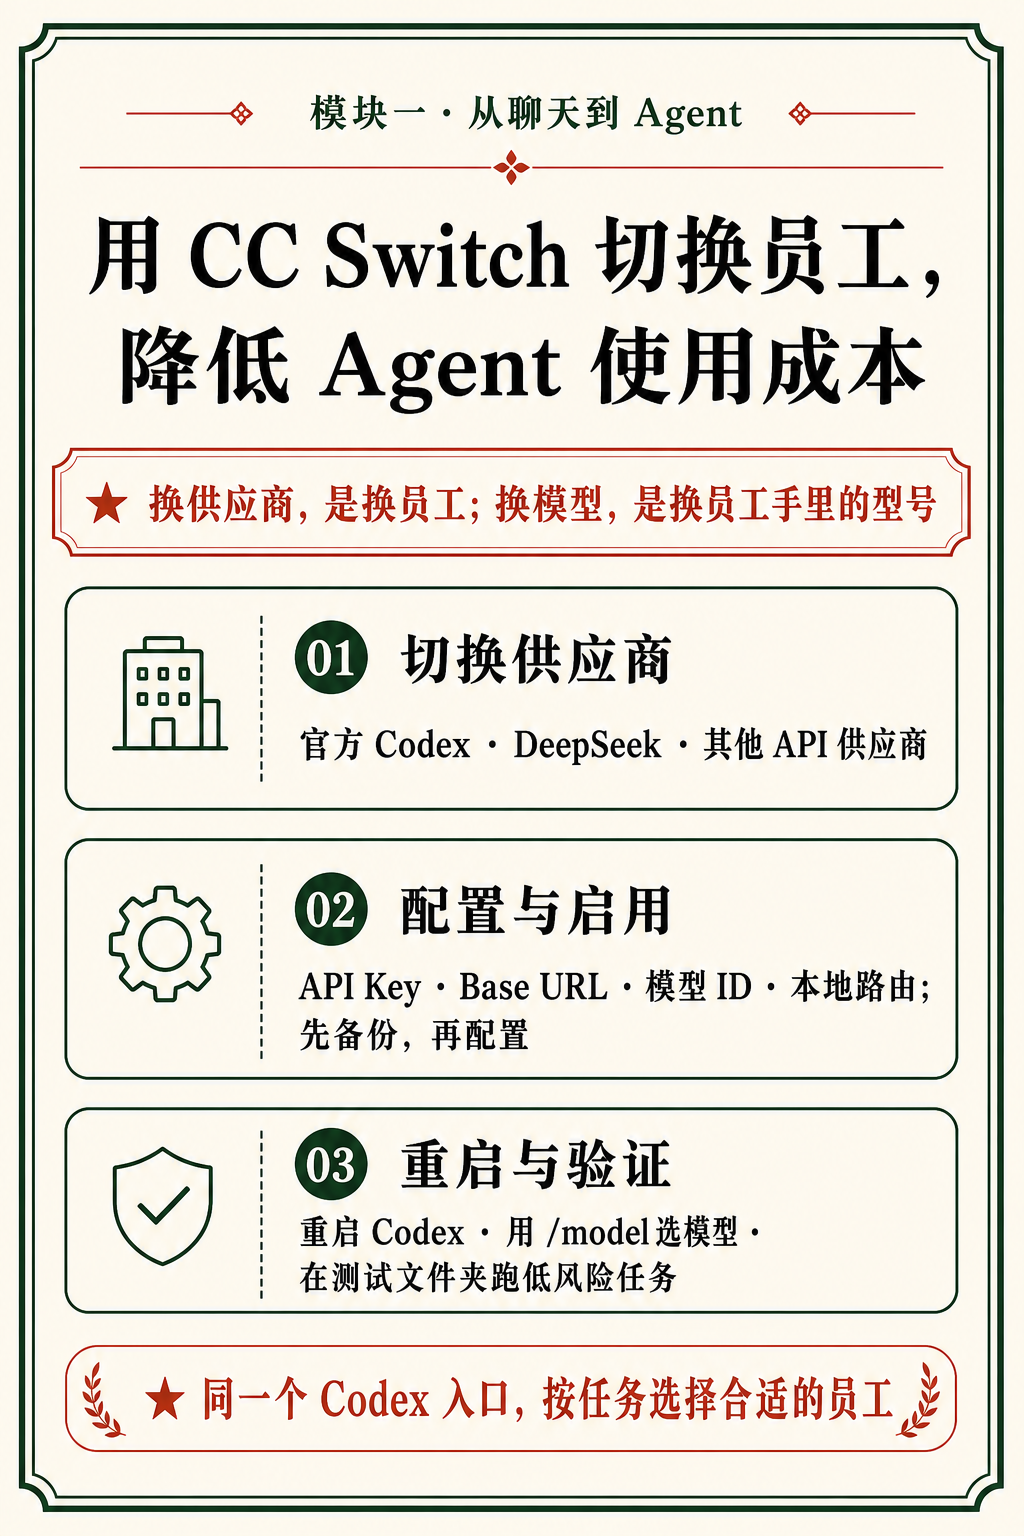 模块一 · 从聊天到 Agent
用 CC Switch 切换员工，
降低 Agent 使用成本
★ 换供应商，是换员工；换模型，是换员工手里的型号
01 切换供应商
官方 Codex · DeepSeek · 其他 API 供应商
02 配置与启用
API Key · Base URL · 模型 ID · 本地路由；
先备份，再配置
03 重启与验证
重启 Codex · 用 /model选模型 ·
在测试文件夹跑低风险任务
★ 同一个 Codex 入口，按任务选择合适的员工